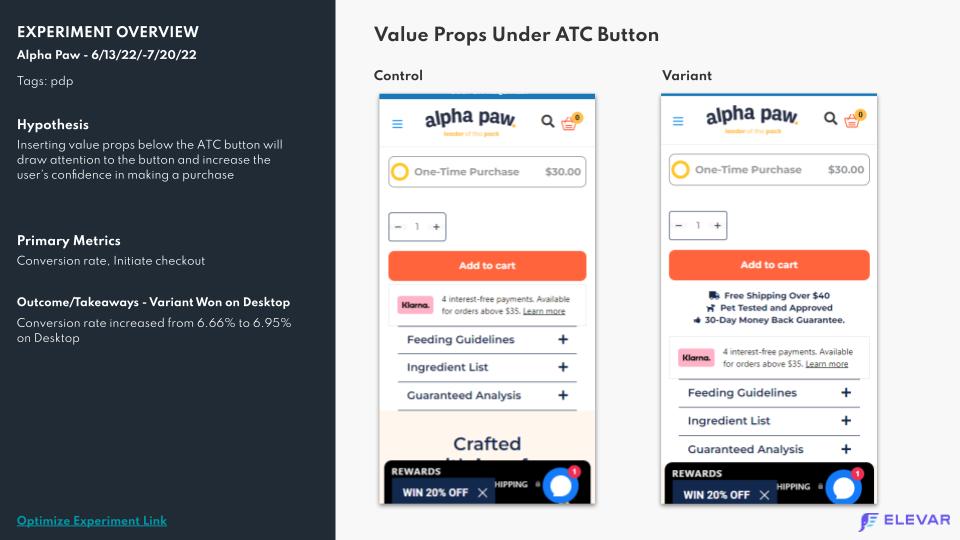 EXPERIMENT OVERVIEW
Alpha Paw - 6/13/22/-7/20/22
Tags: pdp
Hypothesis
Inserting value props below the ATC button will
draw attention to the button and increase the
user's confidence in making a purchase
Primary Metrics
Conversion rate, Initiate checkout
Outcome/Takeaways - Variant Won on Desktop
Conversion rate increased from 6.66% to 6.95%
on Desktop
Optimize Experiment Link
Value Props Under ATC Button
Control
alpha paw.
leader of the pack
0
One-Time Purchase $30.00
− 1 +
Add to cart
Klarna.
4 interest-free payments. Available
for orders above $35. Learn more
Feeding Guidelines +
Ingredient List +
Guaranteed Analysis +
Crafted
REWARDS
HIPPING
WIN 20% OFF
1
Variant
alpha paw.
leader of the pack
0
One-Time Purchase $30.00
− 1 +
Add to cart
Free Shipping Over $40
Pet Tested and Approved
30-Day Money Back Guarantee.
Klarna.
4 interest-free payments. Available
for orders above $35. Learn more
Feeding Guidelines +
Ingredient List +
Guaranteed Analysis +
REWARDS
HIPPING
WIN 20% OFF
1
ELEVAR